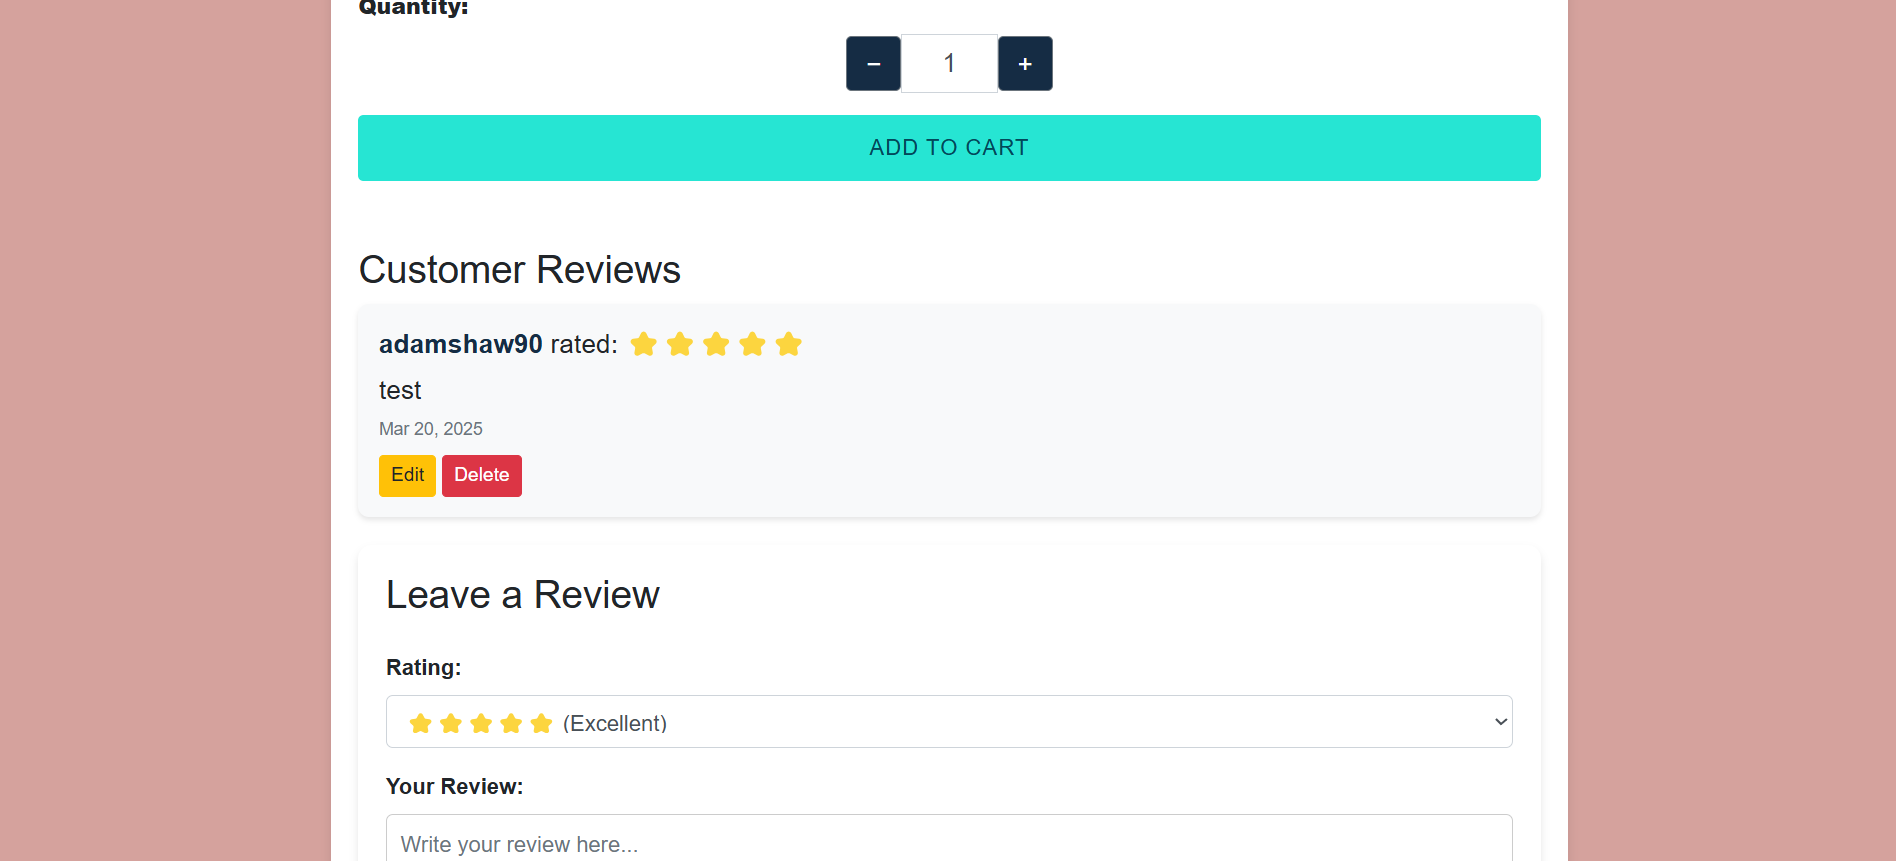 Quantity:
− 1 +
ADD TO CART
Customer Reviews
adamshaw90 rated:
test
Mar 20, 2025
Edit Delete
Leave a Review
Rating:
(Excellent)
Your Review:
Write your review here...